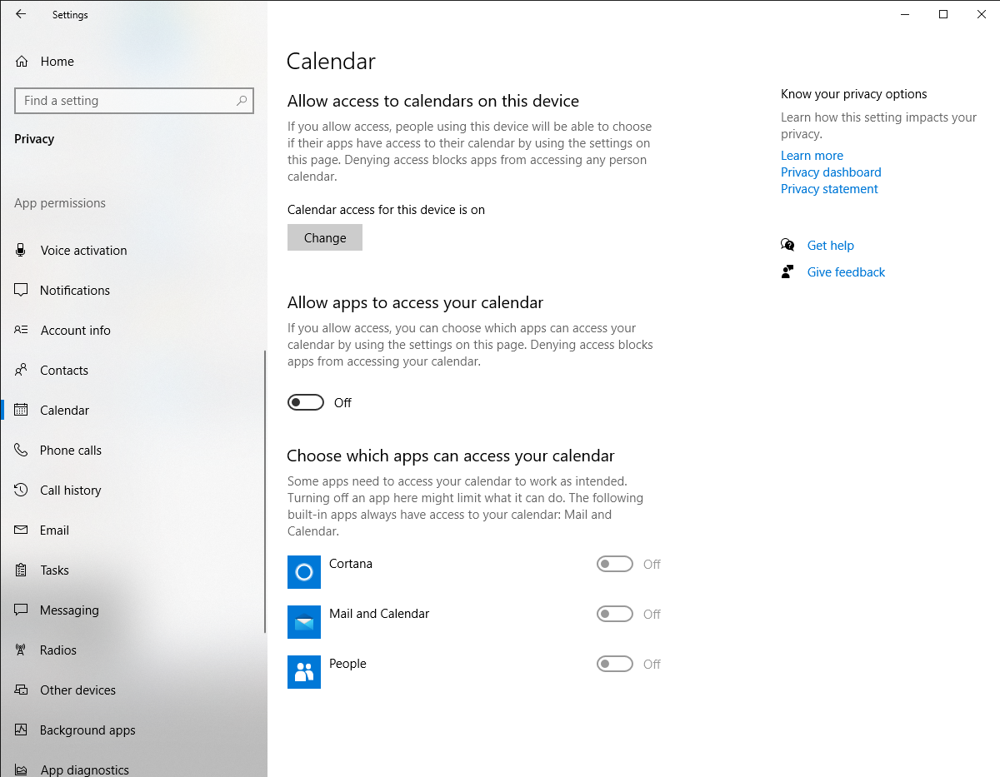 Settings
Home
Find a setting
Privacy
App permissions
Voice activation
Notifications
Account info
Contacts
Calendar
Phone calls
Call history
Email
Tasks
Messaging
Radios
Other devices
Background apps
App diagnostics
Calendar
Allow access to calendars on this device
If you allow access, people using this device will be able to choose
if their apps have access to their calendar by using the settings on
this page. Denying access blocks apps from accessing any person
calendar.
Calendar access for this device is on
Change
Allow apps to access your calendar
If you allow access, you can choose which apps can access your
calendar by using the settings on this page. Denying access blocks
apps from accessing your calendar.
Off
Choose which apps can access your calendar
Some apps need to access your calendar to work as intended.
Turning off an app here might limit what it can do. The following
built-in apps always have access to your calendar: Mail and
Calendar.
Cortana Off
Mail and Calendar Off
People Off
Know your privacy options
Learn how this setting impacts your
privacy.
Learn more
Privacy dashboard
Privacy statement
Get help
Give feedback